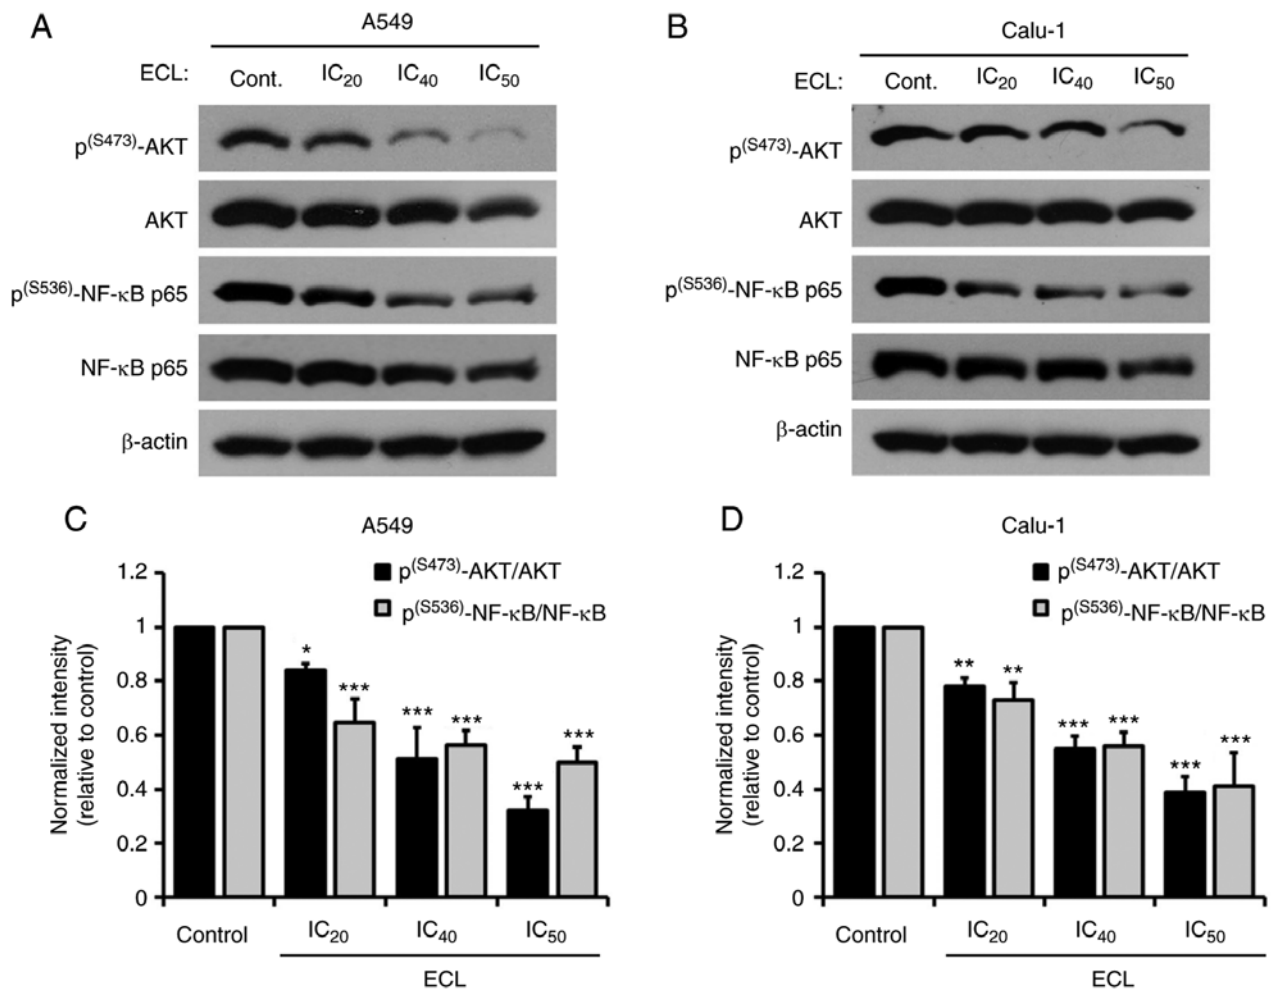 A
A549
ECL: Cont. IC20 IC40 IC50
p(S473)-AKT
AKT
p(S536)-NF-κB p65
NF-κB p65
β-actin
B
Calu-1
ECL: Cont. IC20 IC40 IC50
p(S473)-AKT
AKT
p(S536)-NF-κB p65
NF-κB p65
β-actin
C
A549
p(S473)-AKT/AKT
p(S536)-NF-κB/NF-κB
Normalized intensity
(relative to control)
1.2
1
0.8
0.6
0.4
0.2
0
*
***
***
***
***
***
Control IC20 IC40 IC50
ECL
D
Calu-1
p(S473)-AKT/AKT
p(S536)-NF-κB/NF-κB
Normalized intensity
(relative to control)
1.2
1
0.8
0.6
0.4
0.2
0
**
**
***
***
***
***
Control IC20 IC40 IC50
ECL